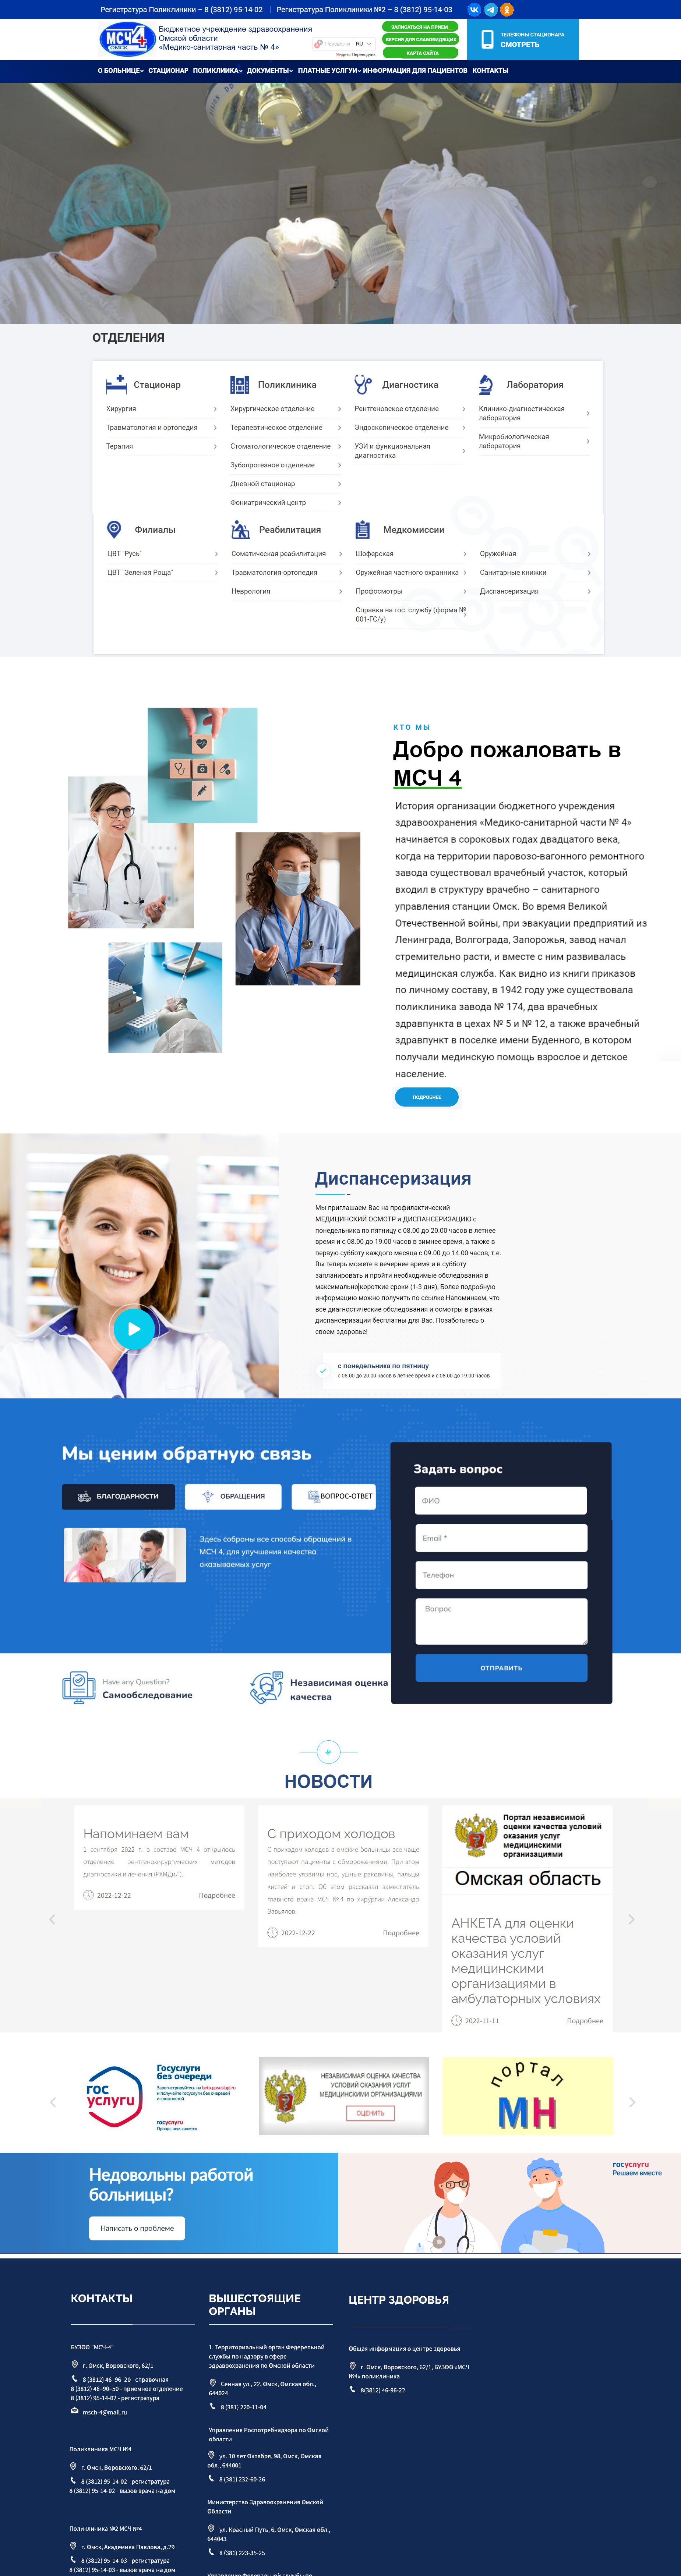 Регистратура Поликлиники – 8 (3812) 95-14-02
Регистратура Поликлиники №2 – 8 (3812) 95-14-03
МСЧ 4
ОМСК
Бюджетное учреждение здравоохранения
Омской области
«Медико-санитарная часть № 4»
Перевести
RU
Яндекс.Переводчик
ЗАПИСАТЬСЯ НА ПРИЕМ
ВЕРСИЯ ДЛЯ СЛАБОВИДЯЩИХ
КАРТА САЙТА
ТЕЛЕФОНЫ СТАЦИОНАРА
СМОТРЕТЬ
О БОЛЬНИЦЕ
СТАЦИОНАР
ПОЛИКЛИИКА
ДОКУМЕНТЫ
ПЛАТНЫЕ УСЛГУИ
ИНФОРМАЦИЯ ДЛЯ ПАЦИЕНТОВ
КОНТАКТЫ
ОТДЕЛЕНИЯ
Стационар
Хирургия
Травматология и ортопедия
Терапия
Поликлиника
Хирургическое отделение
Терапевтическое отделение
Стоматологическое отделение
Зубопротезное отделение
Дневной стационар
Фониатрический центр
Диагностика
Рентгеновское отделение
Эндоскопическое отделение
УЗИ и функциональная
диагностика
Лаборатория
Клинико-диагностическая
лаборатория
Микробиологическая
лаборатория
Филиалы
ЦВТ "Русь"
ЦВТ "Зеленая Роща"
Реабилитация
Соматическая реабилитация
Травматология-ортопедия
Неврология
Медкомиссии
Шоферская
Оружейная частного охранника
Профосмотры
Справка на гос. службу (форма №
001-ГС/у)
Оружейная
Санитарные книжки
Диспансеризация
КТО МЫ
Добро пожаловать в
МСЧ 4
История организации бюджетного учреждения
здравоохранения «Медико-санитарной части № 4»
начинается в сороковых годах двадцатого века,
когда на территории паровозо-вагонного ремонтного
завода существовал врачебный участок, который
входил в структуру врачебно – санитарного
управления станции Омск. Во время Великой
Отечественной войны, при эвакуации предприятий из
Ленинграда, Волгограда, Запорожья, завод начал
стремительно расти, и вместе с ним развивалась
медицинская служба. Как видно из книги приказов
по личному составу, в 1942 году уже существовала
поликлиника завода № 174, два врачебных
здравпункта в цехах № 5 и № 12, а также врачебный
здравпункт в поселке имени Буденного, в котором
получали мединскую помощь взрослое и детское
население.
ПОДРОБНЕЕ
Диспансеризация
Мы приглашаем Вас на профилактический
МЕДИЦИНСКИЙ ОСМОТР и ДИСПАНСЕРИЗАЦИЮ с
понедельника по пятницу с 08.00 до 20.00 часов в летнее
время и с 08.00 до 19.00 часов в зимнее время, а также в
первую субботу каждого месяца с 09.00 до 14.00 часов, т.е.
Вы теперь можете в вечернее время и в субботу
запланировать и пройти необходимые обследования в
максимально короткие сроки (1-3 дня), Более подробную
информацию можно получить по ссылке Напоминаем, что
все диагностические обследования и осмотры в рамках
диспансеризации бесплатны для Вас. Позаботьтесь о
своем здоровье!
с понедельника по пятницу
с 08.00 до 20.00 часов в летнее время и с 08.00 до 19.00 часов
Мы ценим обратную связь
БЛАГОДАРНОСТИ
ОБРАЩЕНИЯ
ВОПРОС-ОТВЕТ
Здесь собраны все способы обращений в
МСЧ 4, для улучшения качества
оказываемых услуг
Задать вопрос
ФИО
Email *
Телефон
Вопрос
ОТПРАВИТЬ
Have any Question?
Самообследование
Независимая оценка
качества
НОВОСТИ
Напоминаем вам
1 сентября 2022 г. в составе МСЧ 4 открылось
отделение рентгенохирургических методов
диагностики и лечения (РХМДиЛ).
2022-12-22
Подробнее
С приходом холодов
С приходом холодов в омские больницы все чаще
поступают пациенты с обморожениями. При этом
наиболее уязвимы нос, ушные раковины, пальцы
кистей и стоп. Об этом рассказал заместитель
главного врача МСЧ №4 по хирургии Александр
Завьялов.
2022-12-22
Подробнее
Портал независимой
оценки качества условий
оказания услуг
медицинскими
организациями
Омская область
АНКЕТА для оценки
качества условий
оказания услуг
медицинскими
организациями в
амбулаторных условиях
2022-11-11
Подробнее
гос
услуги
Госуслуги
без очереди
Зарегистрируйтесь на beta.gosuslugi.ru
и получайте госуслуги без очередей
и сложностей
госуслуги
Проще, чем кажется
НЕЗАВИСИМАЯ ОЦЕНКА КАЧЕСТВА
УСЛОВИЙ ОКАЗАНИЯ УСЛУГ
МЕДИЦИНСКИМИ ОРГАНИЗАЦИЯМИ
ОЦЕНИТЬ
портал
МН
Недовольны работой
больницы?
Написать о проблеме
госуслуги
Решаем вместе
КОНТАКТЫ
БУЗОО "МСЧ-4"
г. Омск, Воровского, 62/1
8 (3812) 46-96-20 - справочная
8 (3812) 46-90-50 - приемное отделение
8 (3812) 95-14-02 - регистратура
msch-4@mail.ru
Поликлиника МСЧ №4
г. Омск, Воровского, 62/1
8 (3812) 95-14-02 - регистратура
8 (3812) 95-14-02 - вызов врача на дом
Поликлиника №2 МСЧ №4
г. Омск, Академика Павлова, д.29
8 (3812) 95-14-03 - регистратура
8 (3812) 95-14-03 - вызов врача на дом
ВЫШЕСТОЯЩИЕ
ОРГАНЫ
1. Территориальный орган Федерельной
службы по надзору в сфере
здравоохранения по Омской области
Сенная ул., 22, Омск, Омская обл.,
644024
8 (381) 220-11-04
Управления Роспотребнадзора по Омской
области
ул. 10 лет Октября, 98, Омск, Омская
обл., 644001
8 (381) 232-60-26
Министерство Здравоохранения Омской
Области
ул. Красный Путь, 6, Омск, Омская обл.,
644043
8 (381) 223-35-25
ЦЕНТР ЗДОРОВЬЯ
Общая информация о центре здоровья
г. Омск, Воровского, 62/1, БУЗОО «МСЧ
№4» поликлиника
8(3812) 46-96-22